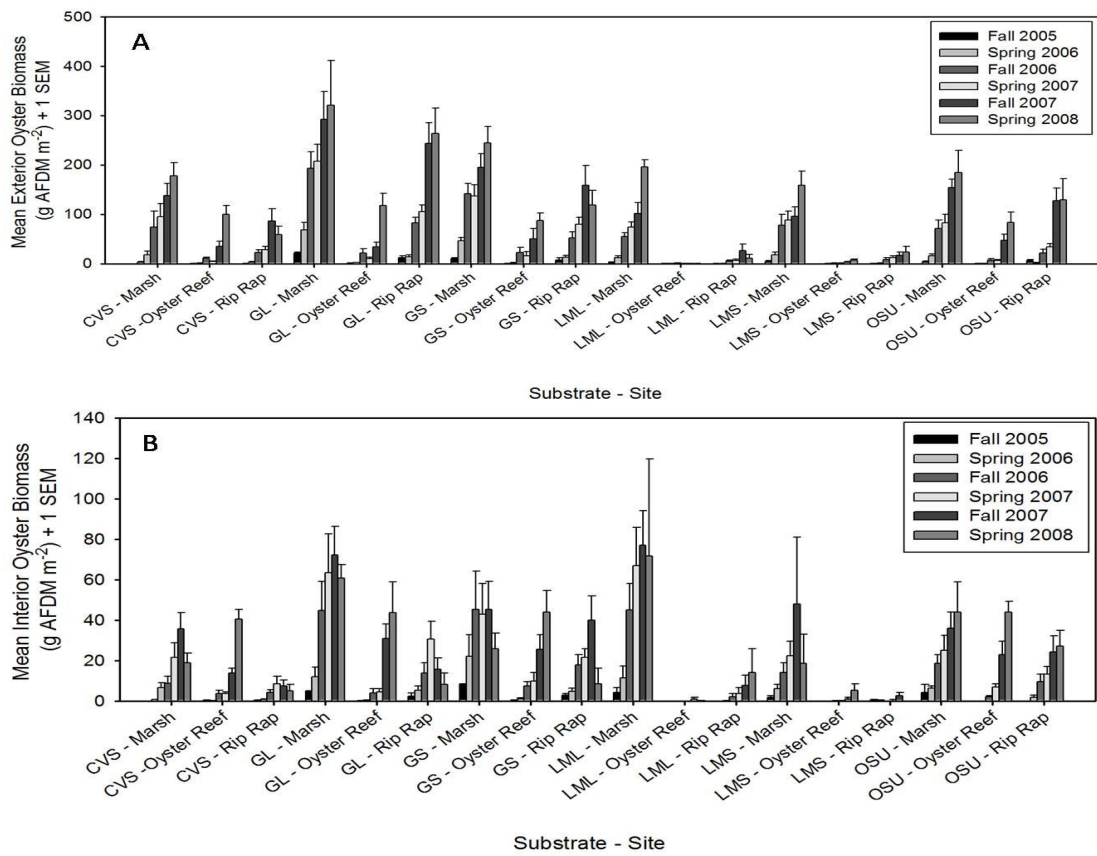 A
500
400
300
200
100
0
Mean Exterior Oyster Biomass
(g AFDM m-2) + 1 SEM
Fall 2005
Spring 2006
Fall 2006
Spring 2007
Fall 2007
Spring 2008
CVS - Marsh
CVS -Oyster Reef
CVS - Rip Rap
GL - Marsh
GL - Oyster Reef
GL - Rip Rap
GS - Marsh
GS - Oyster Reef
GS - Rip Rap
LML - Marsh
LML - Oyster Reef
LML - Rip Rap
LMS - Marsh
LMS - Oyster Reef
LMS - Rip Rap
OSU - Marsh
OSU - Oyster Reef
OSU - Rip Rap
Substrate - Site
B
140
120
100
80
60
40
20
0
Mean Interior Oyster Biomass
(g AFDM m-2) + 1 SEM
Fall 2005
Spring 2006
Fall 2006
Spring 2007
Fall 2007
Spring 2008
CVS - Marsh
CVS -Oyster Reef
CVS - Rip Rap
GL - Marsh
GL - Oyster Reef
GL - Rip Rap
GS - Marsh
GS - Oyster Reef
GS - Rip Rap
LML - Marsh
LML - Oyster Reef
LML - Rip Rap
LMS - Marsh
LMS - Oyster Reef
LMS - Rip Rap
OSU - Marsh
OSU - Oyster Reef
OSU - Rip Rap
Substrate - Site